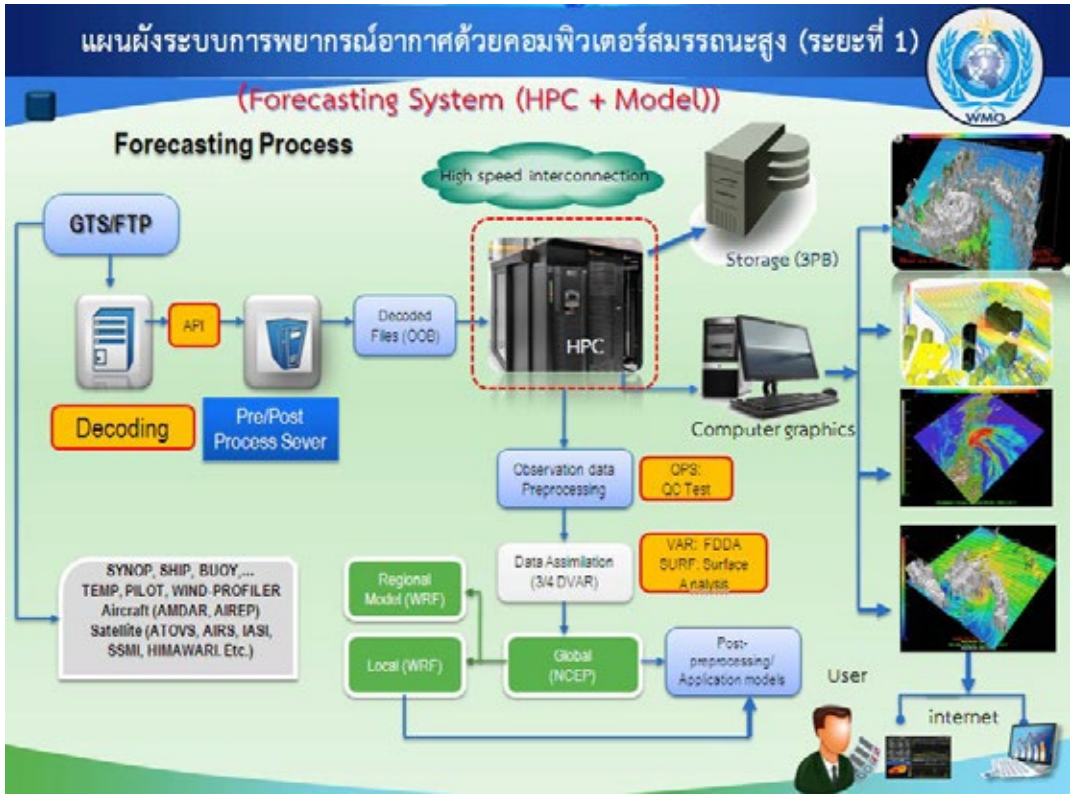 แผนผังระบบการพยากรณ์อากาศด้วยคอมพิวเตอร์สมรรถนะสูง (ระยะที่ 1)
(Forecasting System (HPC + Model))
WMO
Forecasting Process
High speed interconnection
GTS/FTP
Storage (3PB)
API
Decoded
Files (OOB)
HPC
Decoding
Pre/Post
Process Sever
Computer graphics
Observation data
Preprocessing
OPS:
QC Test
Data Assimilation
(3/4 DVAR)
VAR: FDDA
SURF: Surface
Analysis
SYNOP, SHIP, BUOY,...
TEMP, PILOT, WIND-PROFILER
Aircraft (AMDAR, AIREP)
Satellite (ATOVS, AIRS, IASI,
SSMI, HIMAWARI. Etc.)
Regional
Model (WRF)
Local (WRF)
Global
(NCEP)
Post-
preprocessing/
Application models
User
internet